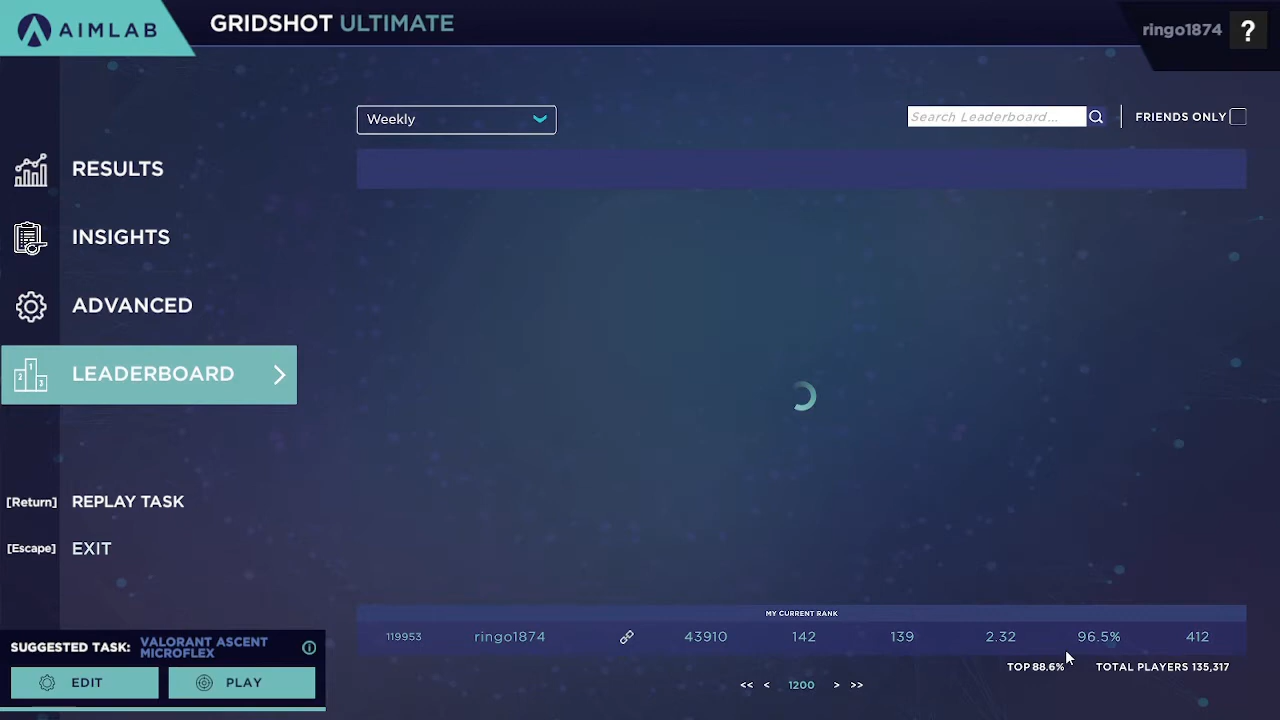 AIMLAB
GRIDSHOT ULTIMATE
ringo1874
?
Weekly
Search Leaderboard...
FRIENDS ONLY
RESULTS
INSIGHTS
ADVANCED
LEADERBOARD
[Return] REPLAY TASK
[Escape] EXIT
MY CURRENT RANK
119953 ringo1874 43910 142 139 2.32 96.5% 412
TOP 88.6% TOTAL PLAYERS 135,317
<< < 1200 > >>
SUGGESTED TASK: VALORANT ASCENT
MICROFLEX
EDIT PLAY